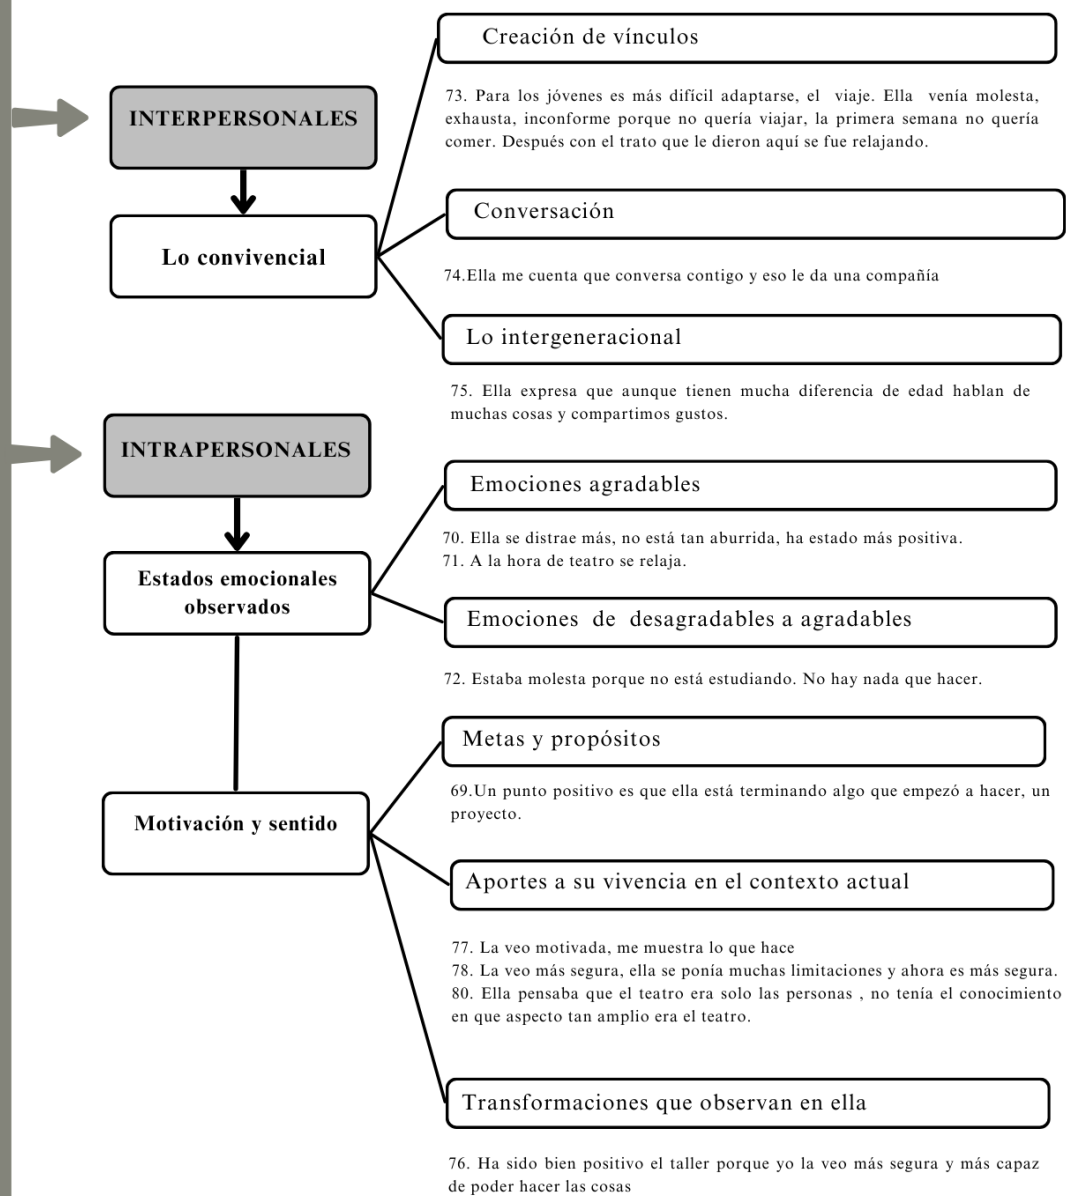 INTERPERSONALES
Lo convivencial
Creación de vínculos
73. Para los jóvenes es más difícil adaptarse, el viaje. Ella venía molesta,
exhausta, inconforme porque no quería viajar, la primera semana no quería
comer. Después con el trato que le dieron aquí se fue relajando.
Conversación
74.Ella me cuenta que conversa contigo y eso le da una compañía
Lo intergeneracional
75. Ella expresa que aunque tienen mucha diferencia de edad hablan de
muchas cosas y compartimos gustos.
INTRAPERSONALES
Estados emocionales
observados
Emociones agradables
70. Ella se distrae más, no está tan aburrida, ha estado más positiva.
71. A la hora de teatro se relaja.
Emociones de desagradables a agradables
72. Estaba molesta porque no está estudiando. No hay nada que hacer.
Motivación y sentido
Metas y propósitos
69.Un punto positivo es que ella está terminando algo que empezó a hacer, un
proyecto.
Aportes a su vivencia en el contexto actual
77. La veo motivada, me muestra lo que hace
78. La veo más segura, ella se ponía muchas limitaciones y ahora es más segura.
80. Ella pensaba que el teatro era solo las personas , no tenía el conocimiento
en que aspecto tan amplio era el teatro.
Transformaciones que observan en ella
76. Ha sido bien positivo el taller porque yo la veo más segura y más capaz
de poder hacer las cosas